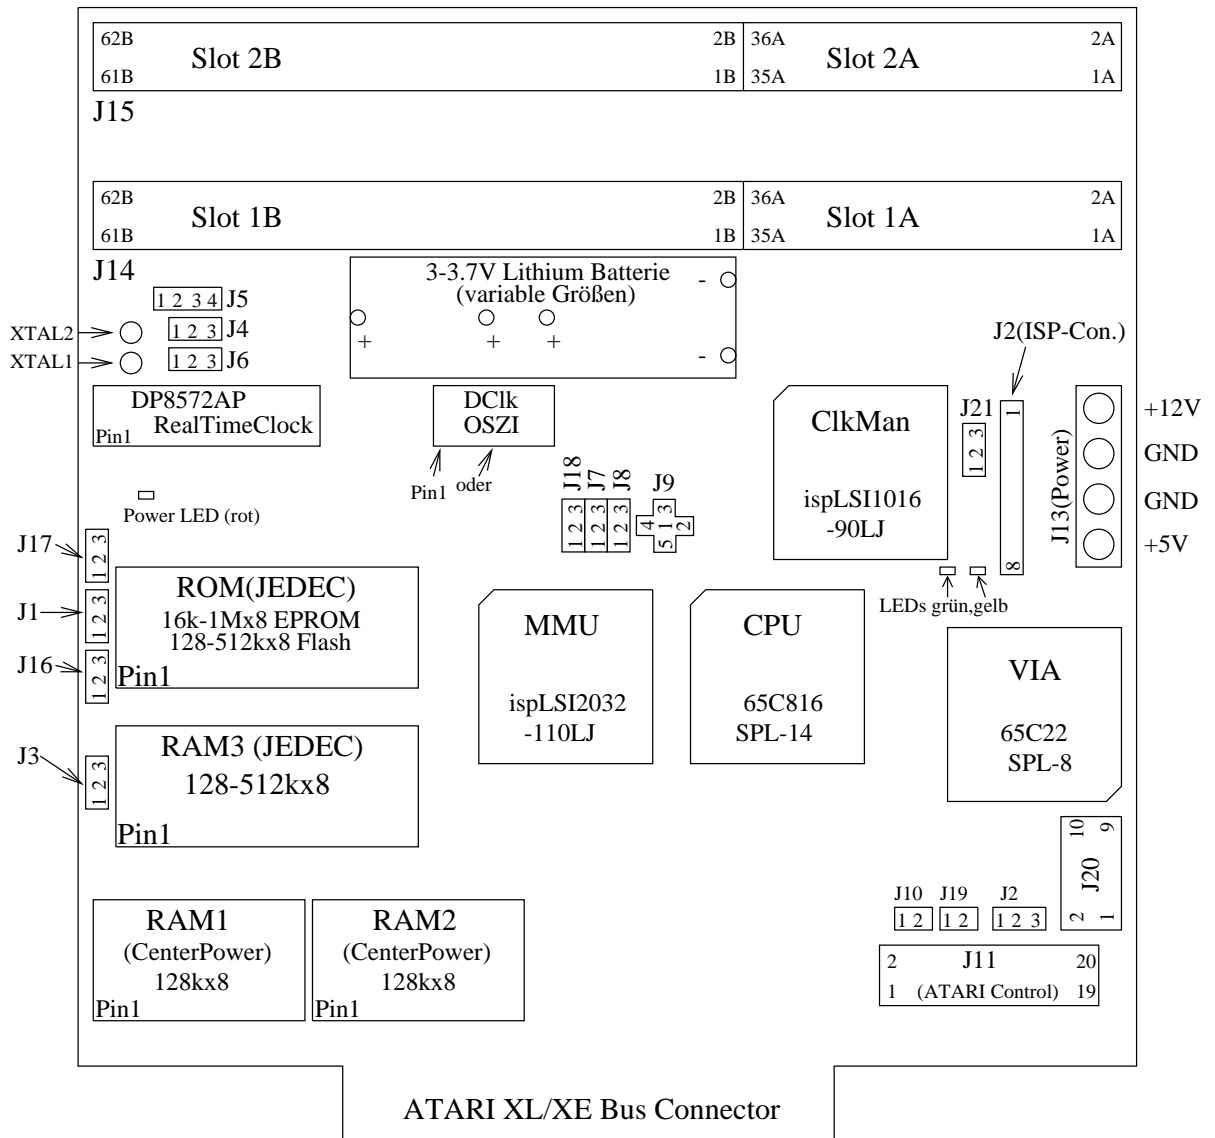 62B Slot 2B 2B 36A Slot 2A 2A
61B 1B 35A 1A
J15
62B Slot 1B 2B 36A Slot 1A 2A
61B 1B 35A 1A
J14
3-3.7V Lithium Batterie
(variable Größen)
- + + + -
1 2 3 4 J5
XTAL2 1 2 3 J4
XTAL1 1 2 3 J6
J2(ISP-Con.)
DP8572AP
RealTimeClock
Pin1
DClk
OSZI
Pin1 oder
ClkMan
ispLSI1016
-90LJ
J21
1 2 3
1
8
J13(Power)
+12V
GND
GND
+5V
Power LED (rot)
J18
1 2 3
J7
1 2 3
J8
1 2 3
J9
4
5 1 3
2
LEDs grün,gelb
J17
1 2 3
J1
1 2 3
J16
1 2 3
ROM(JEDEC)
16k-1Mx8 EPROM
128-512kx8 Flash
Pin1
MMU
ispLSI2032
-110LJ
CPU
65C816
SPL-14
VIA
65C22
SPL-8
J3
1 2 3
RAM3 (JEDEC)
128-512kx8
Pin1
10 9
J20
2 1
RAM1
(CenterPower)
128kx8
Pin1
RAM2
(CenterPower)
128kx8
Pin1
J10 J19 J2
1 2 1 2 1 2 3
2 J11 20
1 (ATARI Control) 19
ATARI XL/XE Bus Connector